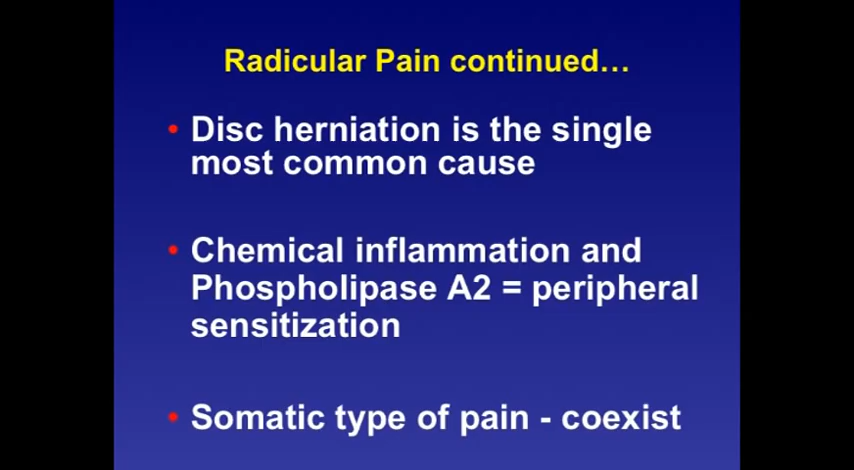 Radicular Pain continued…
• Disc herniation is the single
most common cause
• Chemical inflammation and
Phospholipase A2 = peripheral
sensitization
• Somatic type of pain - coexist